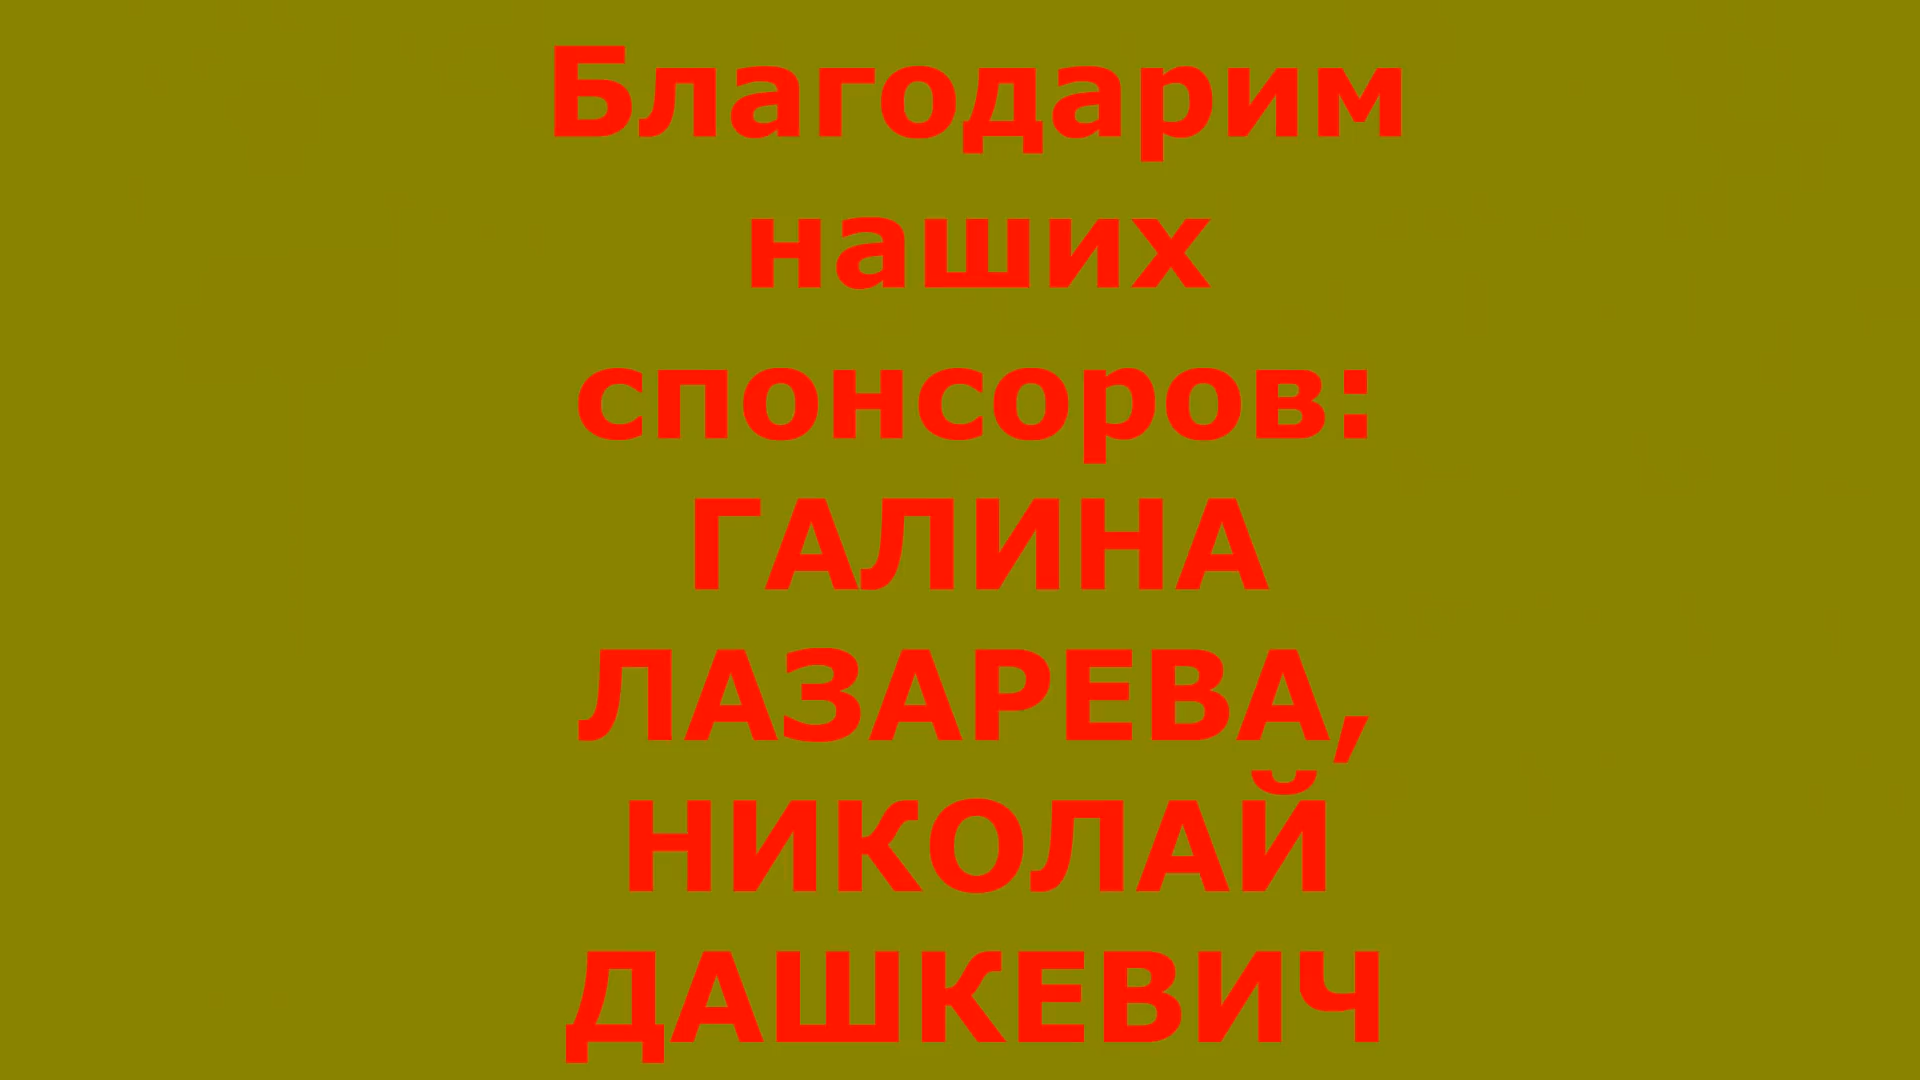 Благодарим
наших
спонсоров:
ГАЛИНА
ЛАЗАРЕВА,
НИКОЛАЙ
ДАШКЕВИЧ